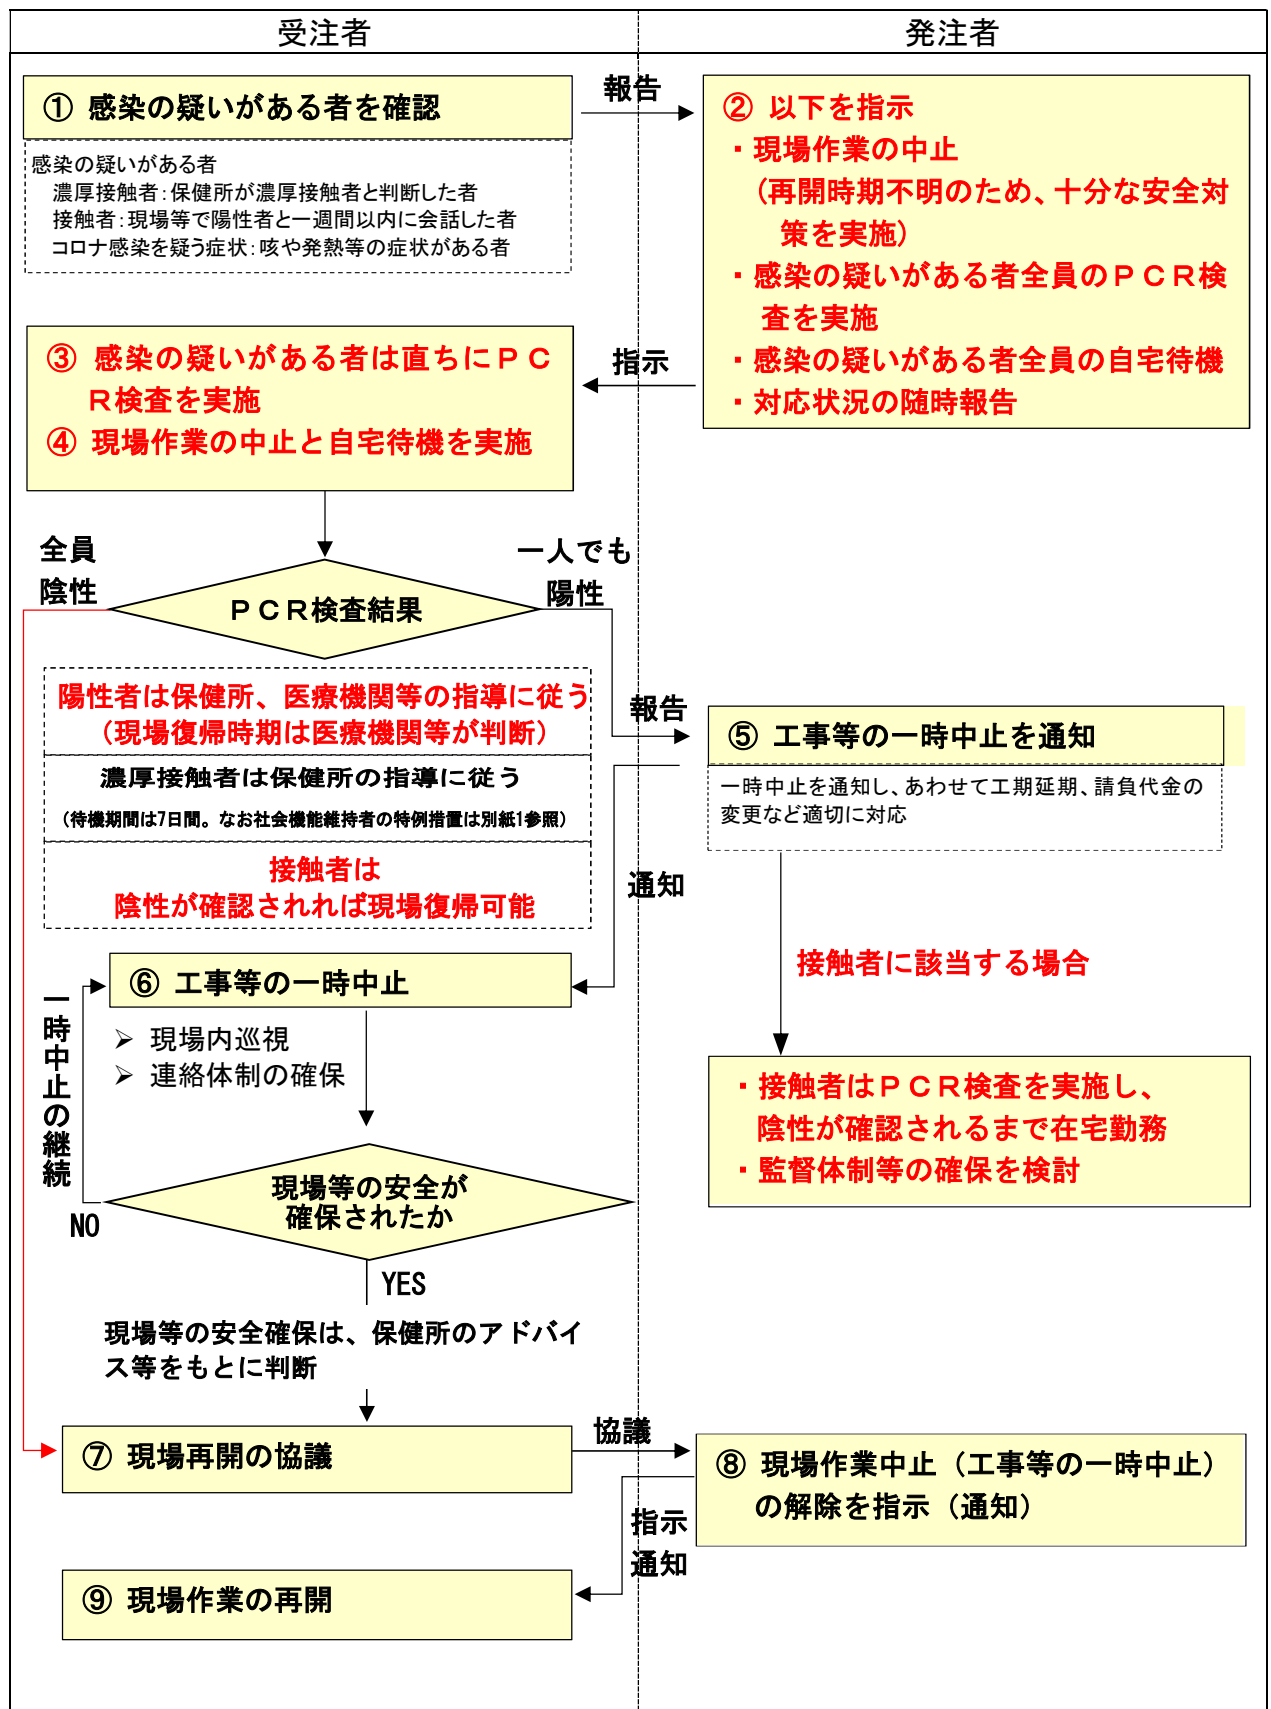 受注者
発注者
① 感染の疑いがある者を確認
報告
感染の疑いがある者
濃厚接触者：保健所が濃厚接触者と判断した者
接触者：現場等で陽性者と一週間以内に会話した者
コロナ感染を疑う症状：咳や発熱等の症状がある者
② 以下を指示
・現場作業の中止
(再開時期不明のため、十分な安全対
策を実施)
・感染の疑いがある者全員のＰＣＲ検
査を実施
・感染の疑いがある者全員の自宅待機
・対応状況の随時報告
指示
③ 感染の疑いがある者は直ちにＰＣ
Ｒ検査を実施
④ 現場作業の中止と自宅待機を実施
全員
陰性
一人でも
陽性
ＰＣＲ検査結果
陽性者は保健所、医療機関等の指導に従う
（現場復帰時期は医療機関等が判断）
濃厚接触者は保健所の指導に従う
（待機期間は7日間。なお社会機能維持者の特例措置は別紙1参照）
接触者は
陰性が確認されれば現場復帰可能
報告
⑤ 工事等の一時中止を通知
一時中止を通知し、あわせて工期延期、請負代金の
変更など適切に対応
通知
接触者に該当する場合
⑥ 工事等の一時中止
➢ 現場内巡視
➢ 連絡体制の確保
一時中止の継続
・接触者はＰＣＲ検査を実施し、
陰性が確認されるまで在宅勤務
・監督体制等の確保を検討
現場等の安全が
確保されたか
NO
YES
現場等の安全確保は、保健所のアドバイ
ス等をもとに判断
⑦ 現場再開の協議
協議
⑧ 現場作業中止（工事等の一時中止）
の解除を指示（通知）
指示
通知
⑨ 現場作業の再開